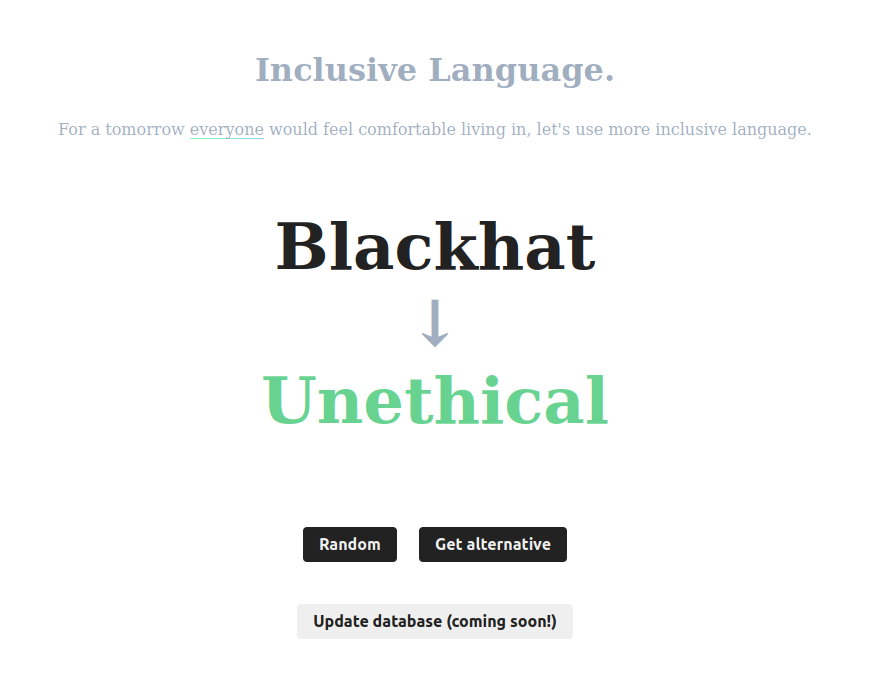 Inclusive Language.
For a tomorrow everyone would feel comfortable living in, let's use more inclusive language.
Blackhat
↓
Unethical
Random Get alternative
Update database (coming soon!)